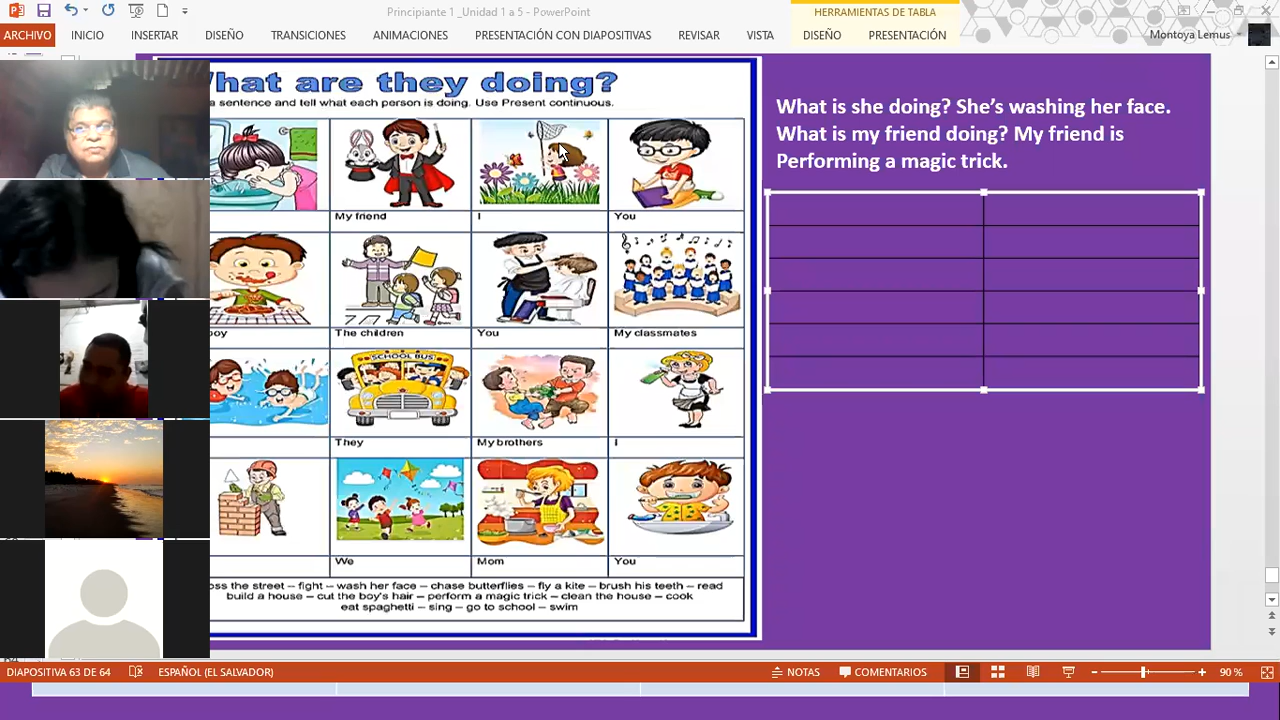 Principiante 1 _Unidad 1 a 5 - PowerPoint
HERRAMIENTAS DE TABLA
ARCHIVO INICIO INSERTAR DISEÑO TRANSICIONES ANIMACIONES PRESENTACIÓN CON DIAPOSITIVAS REVISAR VISTA DISEÑO PRESENTACIÓN Montoya Lemus
What are they doing?
a sentence and tell what each person is doing. Use Present continuous.
My friend I You
SCHOOL BUS
boy The children You My classmates
They My brothers I
We Mom You
oss the street – fight – wash her face – chase butterflies – fly a kite – brush his teeth – read
build a house – cut the boy's hair – perform a magic trick – clean the house – cook
eat spaghetti – sing – go to school – swim
What is she doing? She's washing her face.
What is my friend doing? My friend is
Performing a magic trick.
DIAPOSITIVA 63 DE 64 ESPAÑOL (EL SALVADOR) NOTAS COMENTARIOS 90 %